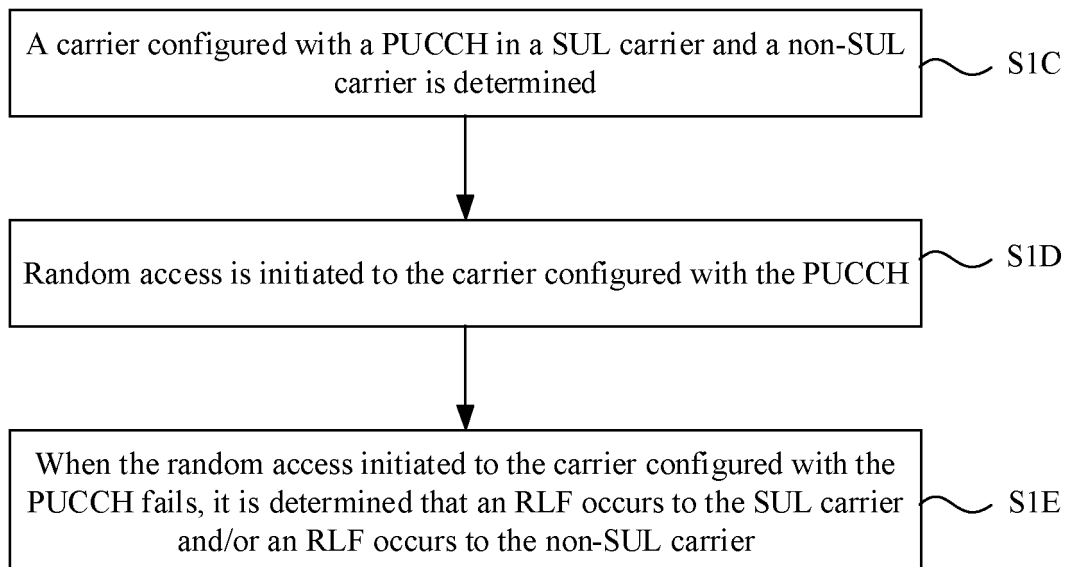 A carrier configured with a PUCCH in a SUL carrier and a non-SUL
carrier is determined
S1C
Random access is initiated to the carrier configured with the PUCCH
S1D
When the random access initiated to the carrier configured with the
PUCCH fails, it is determined that an RLF occurs to the SUL carrier
and/or an RLF occurs to the non-SUL carrier
S1E